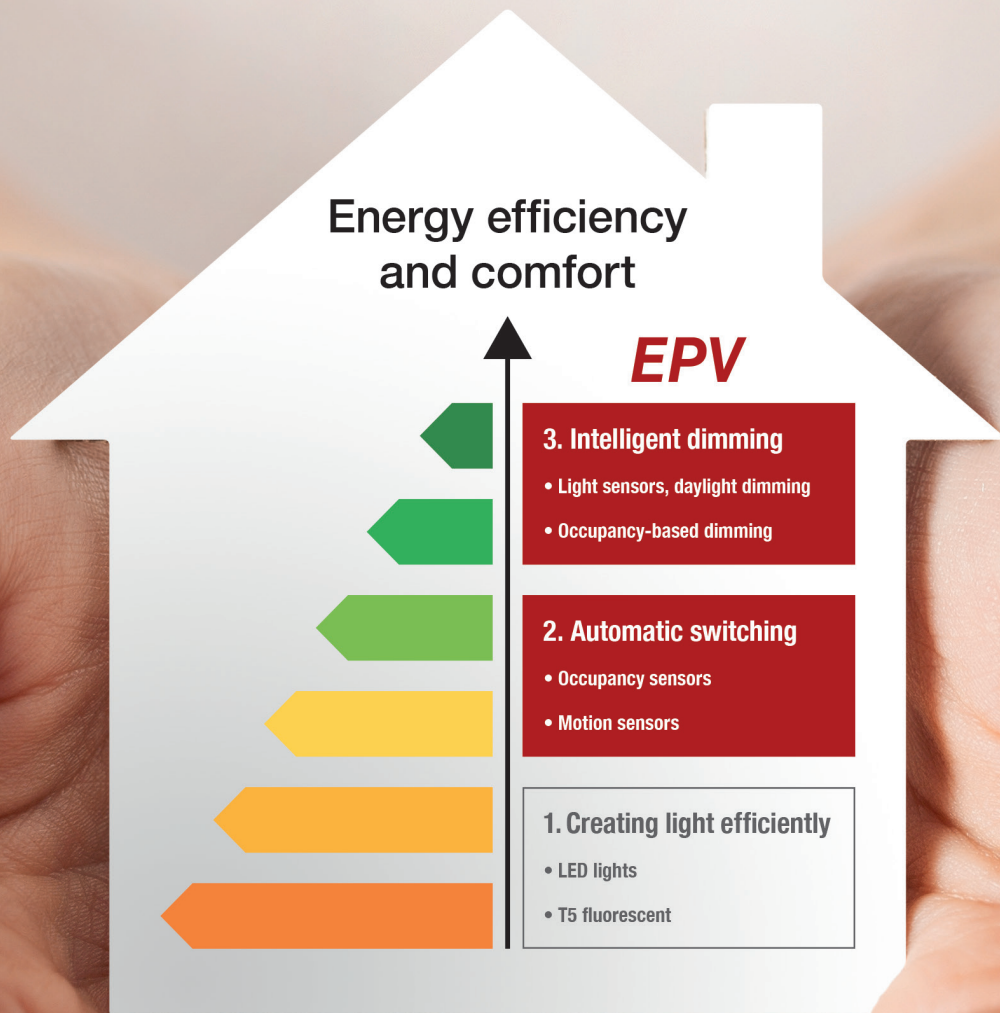 Energy efficiency
and comfort
EPV
3. Intelligent dimming
• Light sensors, daylight dimming
• Occupancy-based dimming
2. Automatic switching
• Occupancy sensors
• Motion sensors
1. Creating light efficiently
• LED lights
• T5 fluorescent